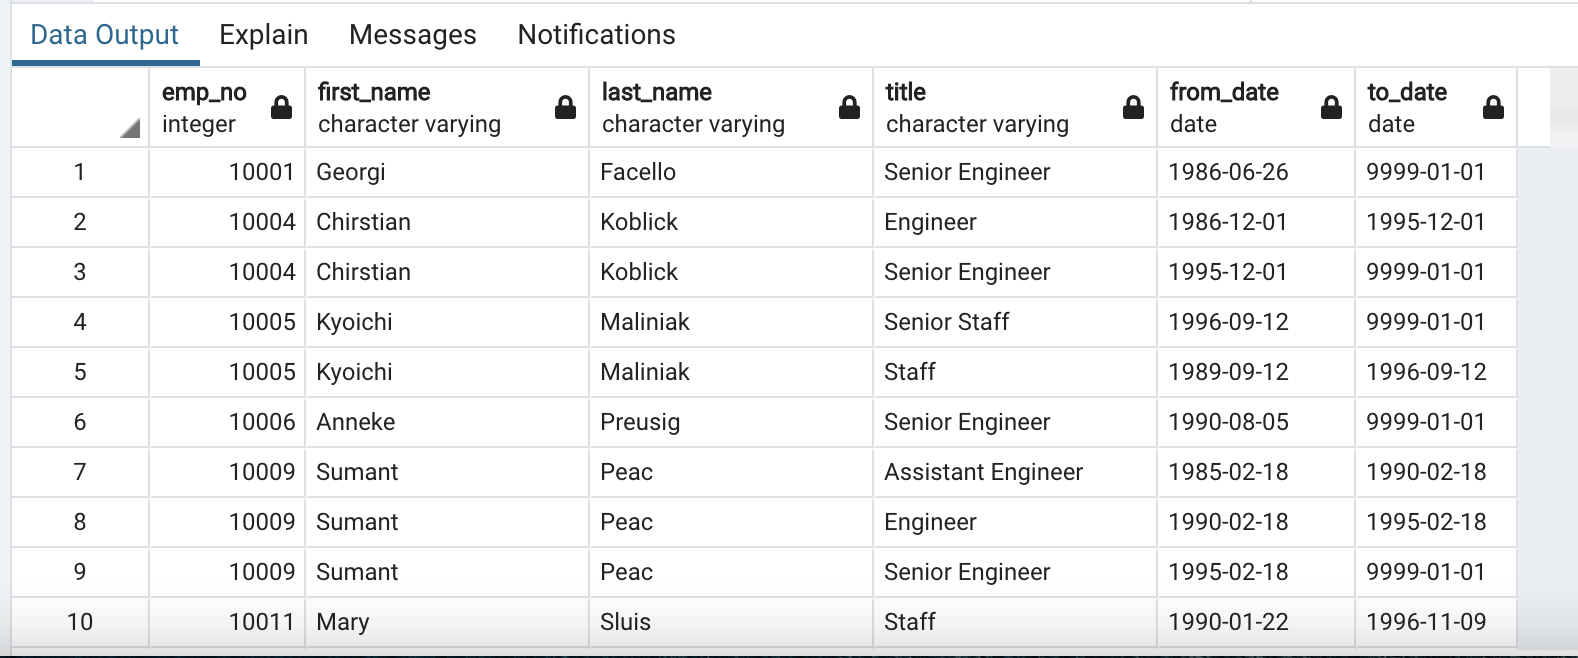 Data Output Explain Messages Notifications
emp_no first_name last_name title from_date to_date
integer character varying character varying character varying date date
1 10001 Georgi Facello Senior Engineer 1986-06-26 9999-01-01
2 10004 Chirstian Koblick Engineer 1986-12-01 1995-12-01
3 10004 Chirstian Koblick Senior Engineer 1995-12-01 9999-01-01
4 10005 Kyoichi Maliniak Senior Staff 1996-09-12 9999-01-01
5 10005 Kyoichi Maliniak Staff 1989-09-12 1996-09-12
6 10006 Anneke Preusig Senior Engineer 1990-08-05 9999-01-01
7 10009 Sumant Peac Assistant Engineer 1985-02-18 1990-02-18
8 10009 Sumant Peac Engineer 1990-02-18 1995-02-18
9 10009 Sumant Peac Senior Engineer 1995-02-18 9999-01-01
10 10011 Mary Sluis Staff 1990-01-22 1996-11-09